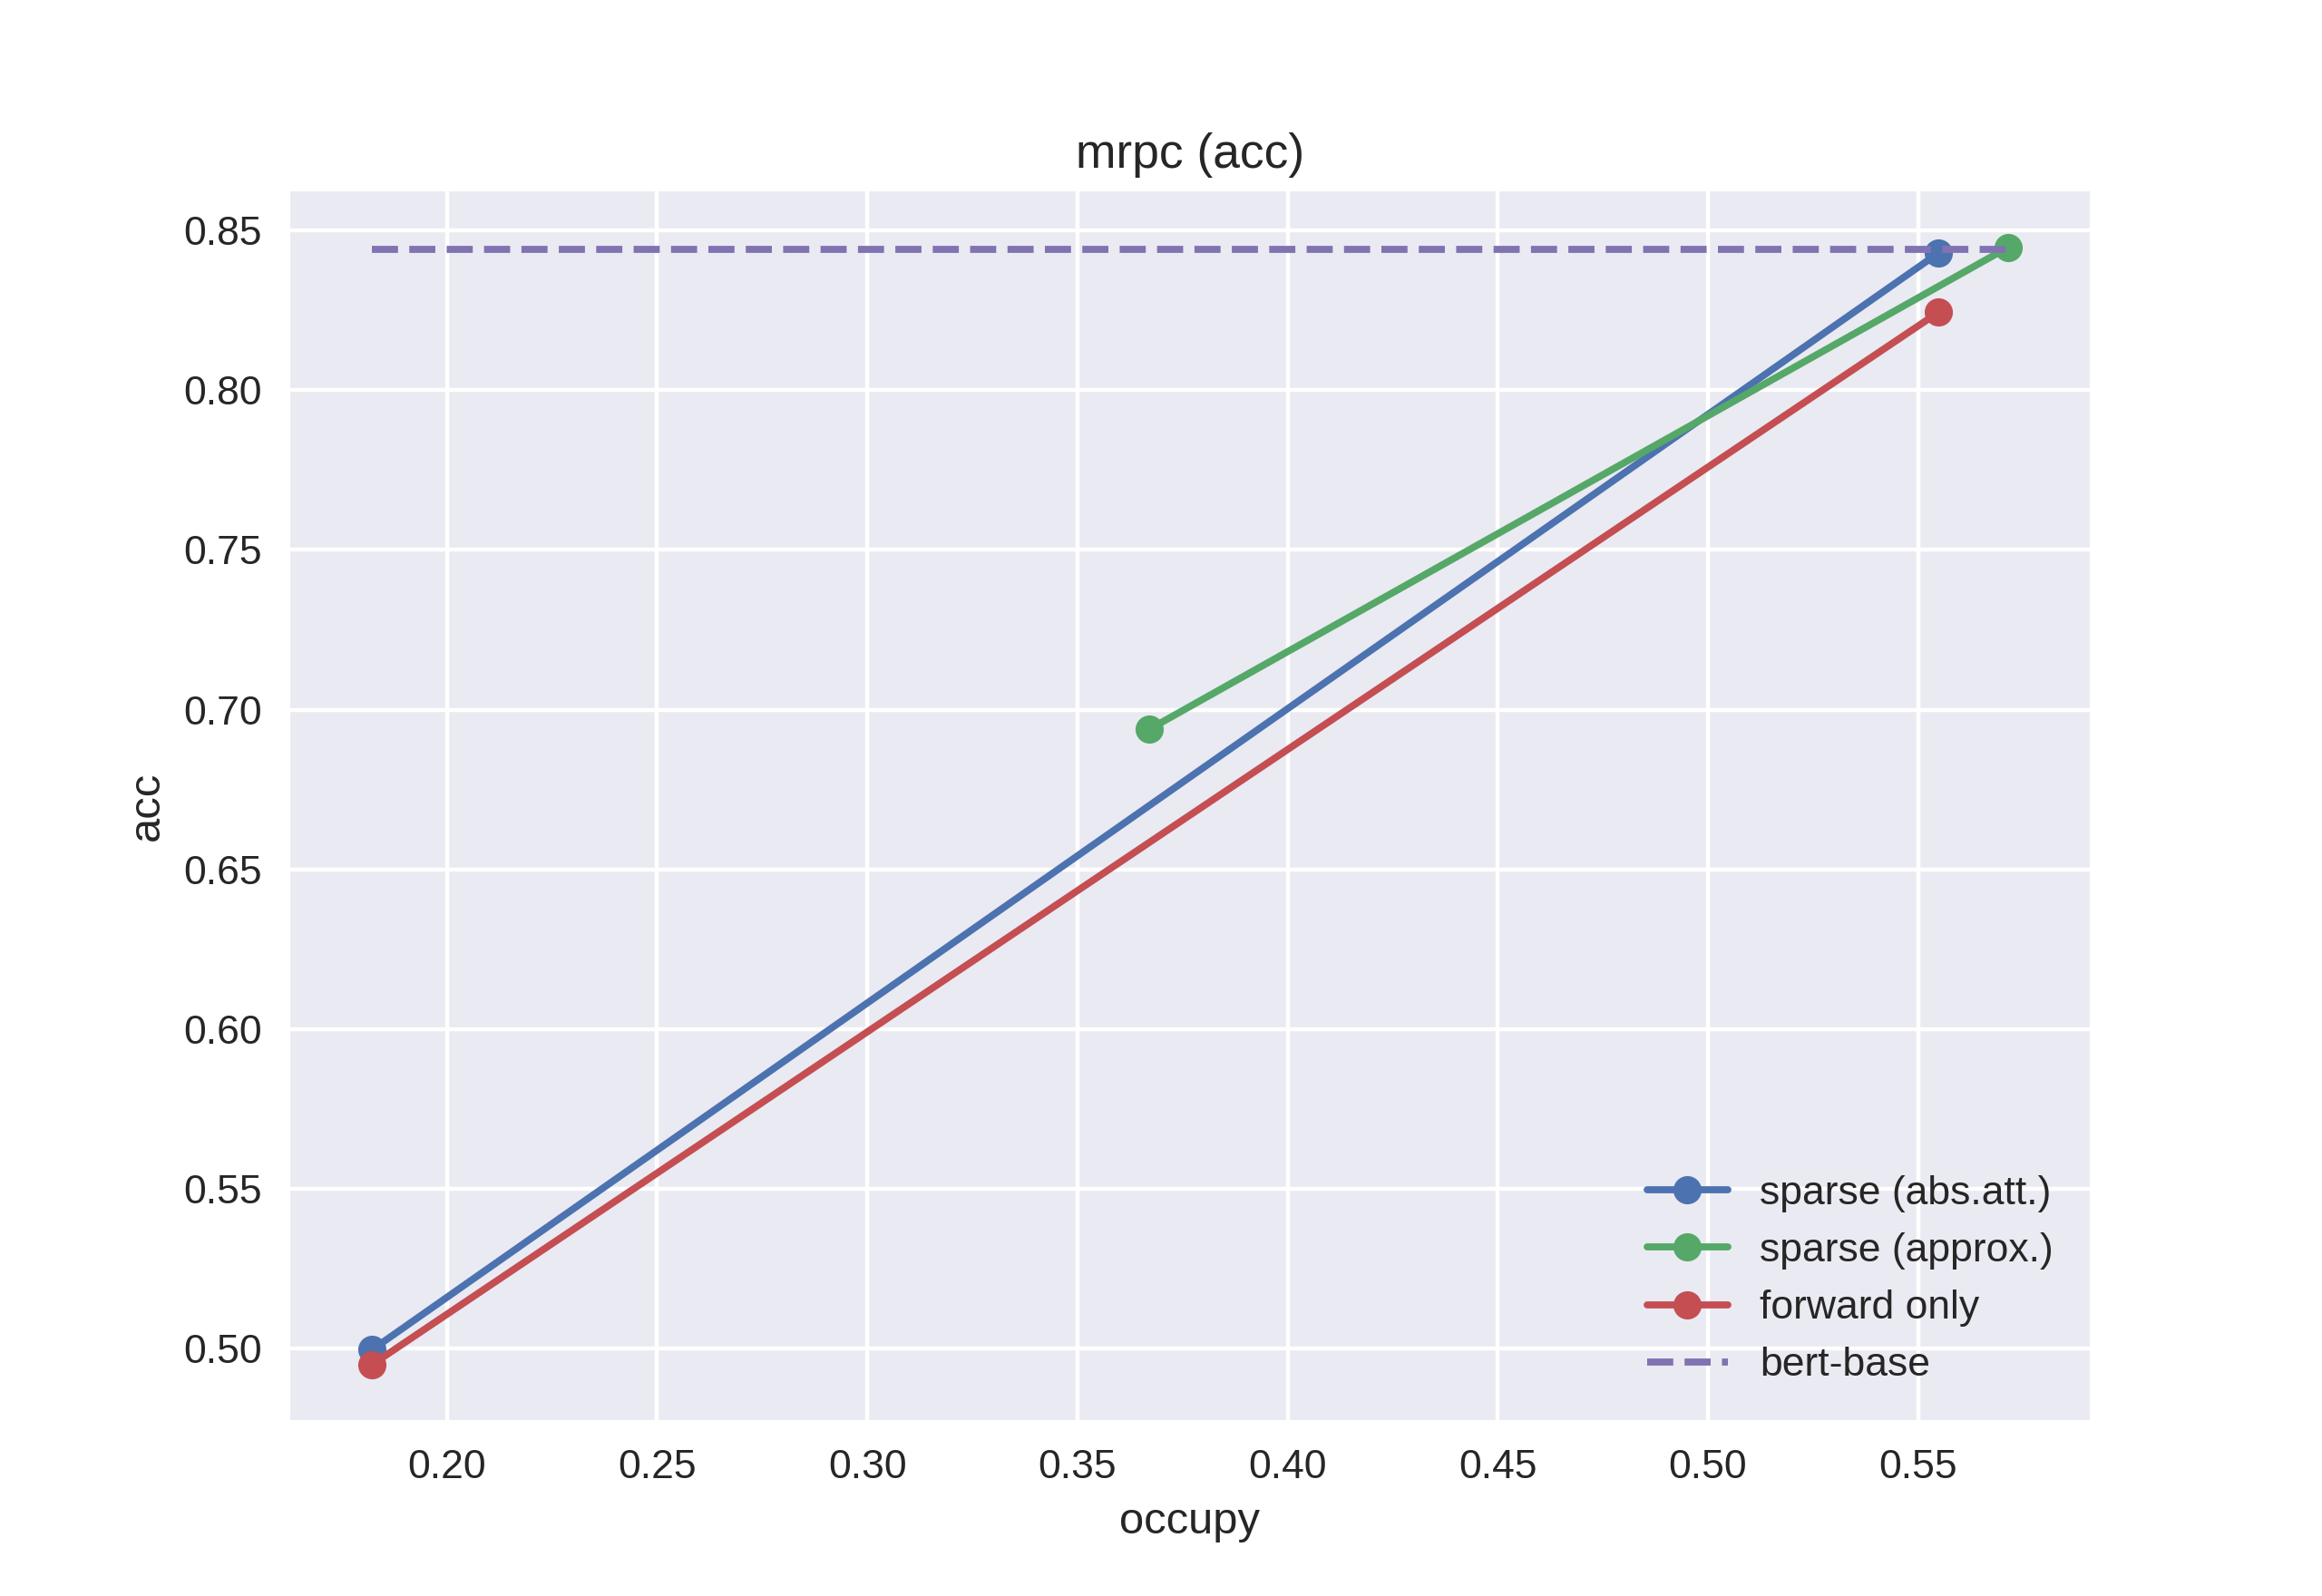 mrpc (acc)
0.85
0.80
0.75
0.70
0.65
0.60
0.55
0.50
acc
sparse (abs.att.)
sparse (approx.)
forward only
bert-base
0.20 0.25 0.30 0.35 0.40 0.45 0.50 0.55
occupy